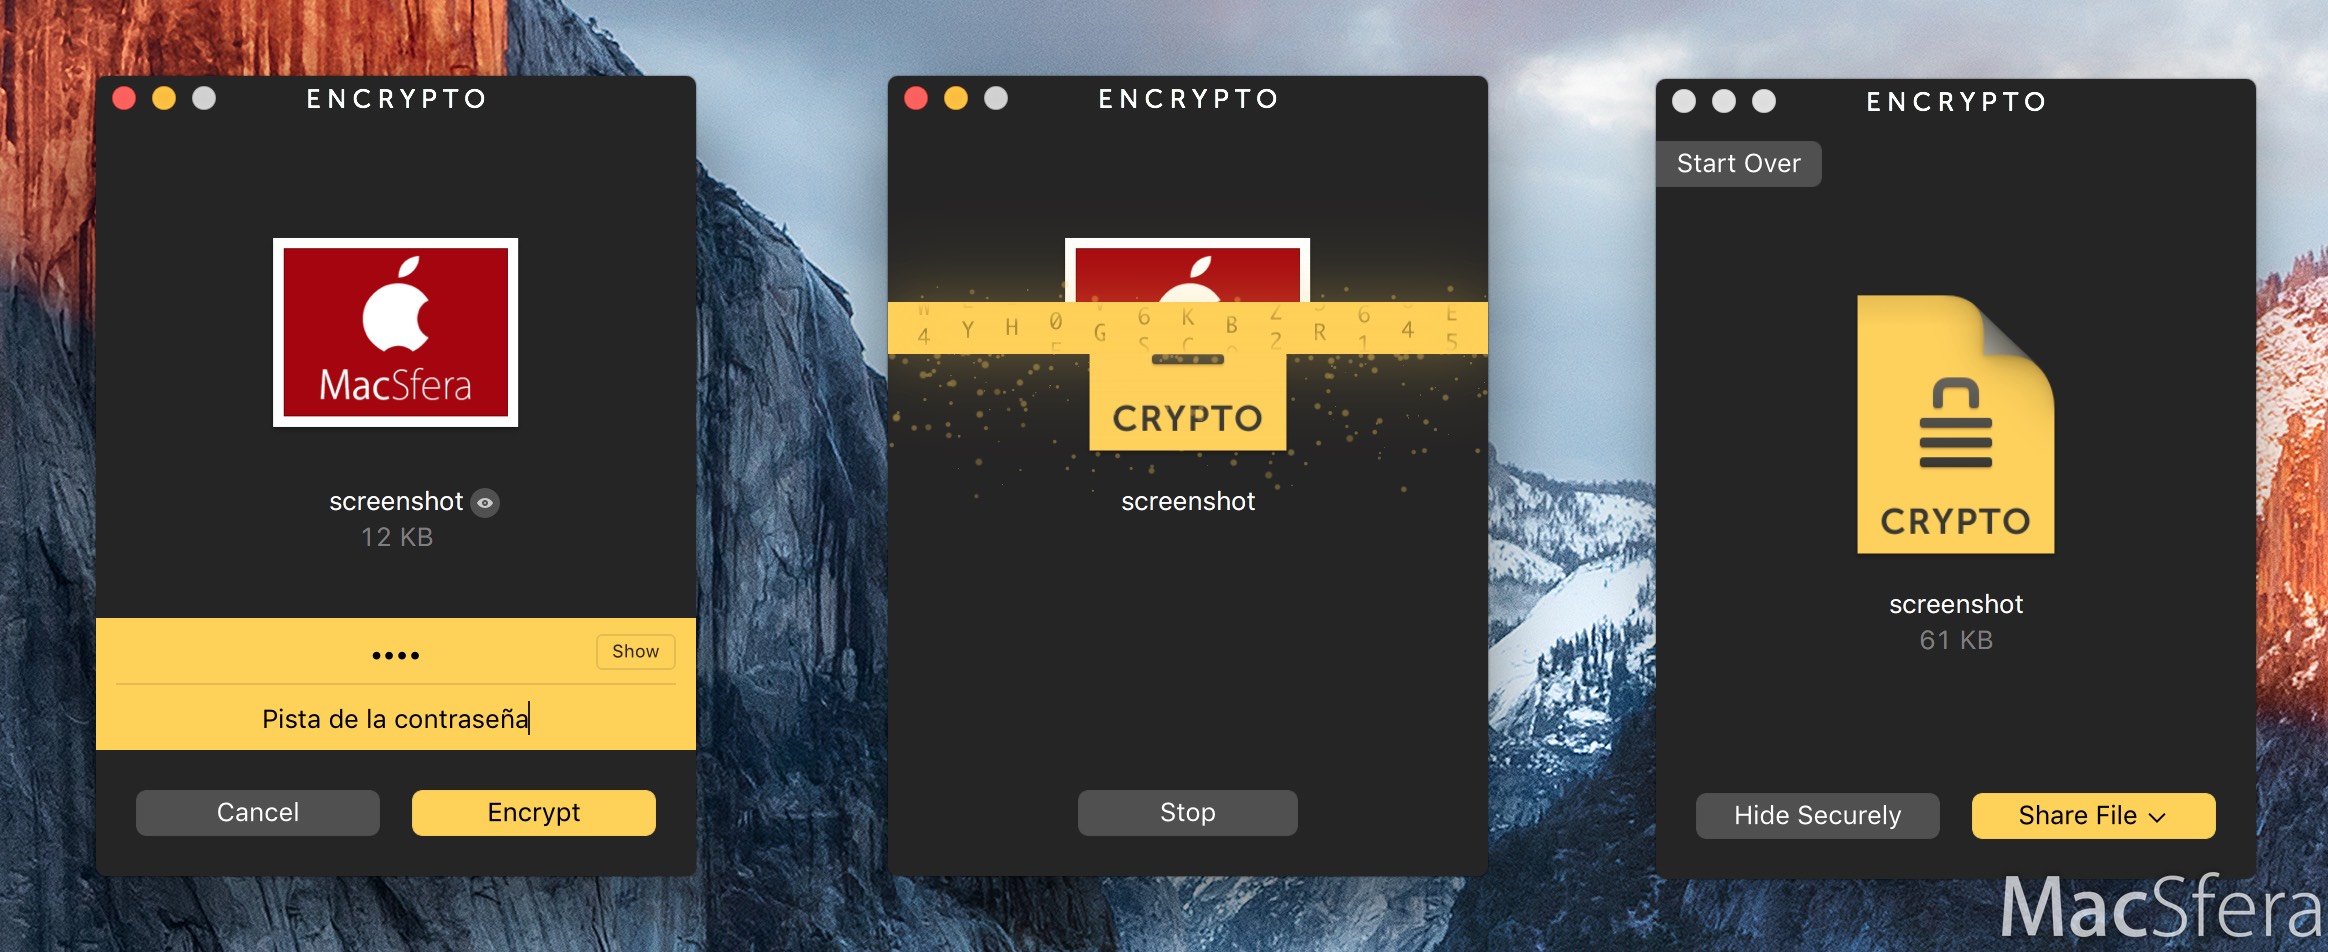 ENCRYPTO
MacSfera
screenshot
12 KB
••••
Show
Pista de la contraseña
Cancel
Encrypt
ENCRYPTO
4 Y H 0 G 6 K B Z 2 R 6 1 4 E 5
CRYPTO
screenshot
Stop
ENCRYPTO
Start Over
CRYPTO
screenshot
61 KB
Hide Securely
Share File
MacSfera